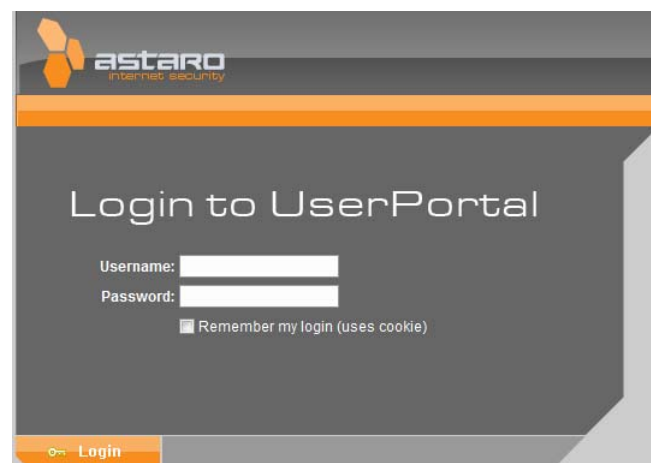 astaro
internet security
Login to UserPortal
Username:
Password:
Remember my login (uses cookie)
Login